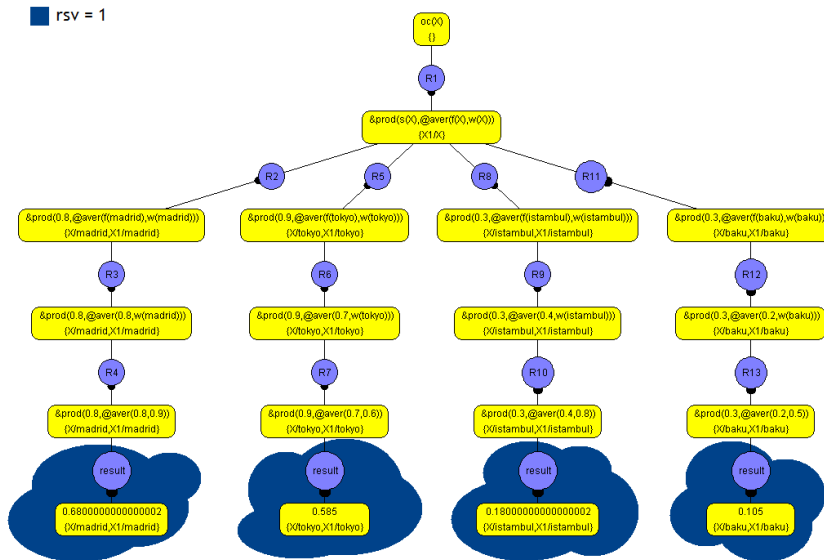 rsv = 1
oc(X)
{}
R1
&prod(s(X),@aver(f(X),w(X)))
{X1/X}
R2
R5
R8
R11
&prod(0.8,@aver(f(madrid),w(madrid)))
{X/madrid,X1/madrid}
&prod(0.9,@aver(f(tokyo),w(tokyo)))
{X/tokyo,X1/tokyo}
&prod(0.3,@aver(f(istambul),w(istambul)))
{X/istambul,X1/istambul}
&prod(0.3,@aver(f(baku),w(baku)))
{X/baku,X1/baku}
R3
R6
R9
R12
&prod(0.8,@aver(0.8,w(madrid)))
{X/madrid,X1/madrid}
&prod(0.9,@aver(0.7,w(tokyo)))
{X/tokyo,X1/tokyo}
&prod(0.3,@aver(0.4,w(istambul)))
{X/istambul,X1/istambul}
&prod(0.3,@aver(0.2,w(baku)))
{X/baku,X1/baku}
R4
R7
R10
R13
&prod(0.8,@aver(0.8,0.9))
{X/madrid,X1/madrid}
&prod(0.9,@aver(0.7,0.6))
{X/tokyo,X1/tokyo}
&prod(0.3,@aver(0.4,0.8))
{X/istambul,X1/istambul}
&prod(0.3,@aver(0.2,0.5))
{X/baku,X1/baku}
result
result
result
result
0.6800000000000002
{X/madrid,X1/madrid}
0.585
{X/tokyo,X1/tokyo}
0.18000000000000002
{X/istambul,X1/istambul}
0.105
{X/baku,X1/baku}